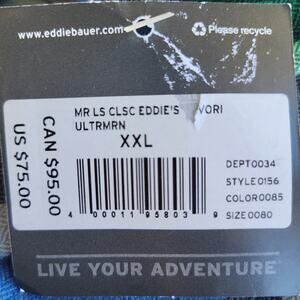 www.eddiebauer.com
Please recycle
MR LS CLSC EDDIE'S VORI
ULTRMRN
XXL
CAN $95.00
US $75.00
DEPT0034
STYLE0156
COLOR0085
SIZE0080
4 00011 95803 9
LIVE YOUR ADVENTURE